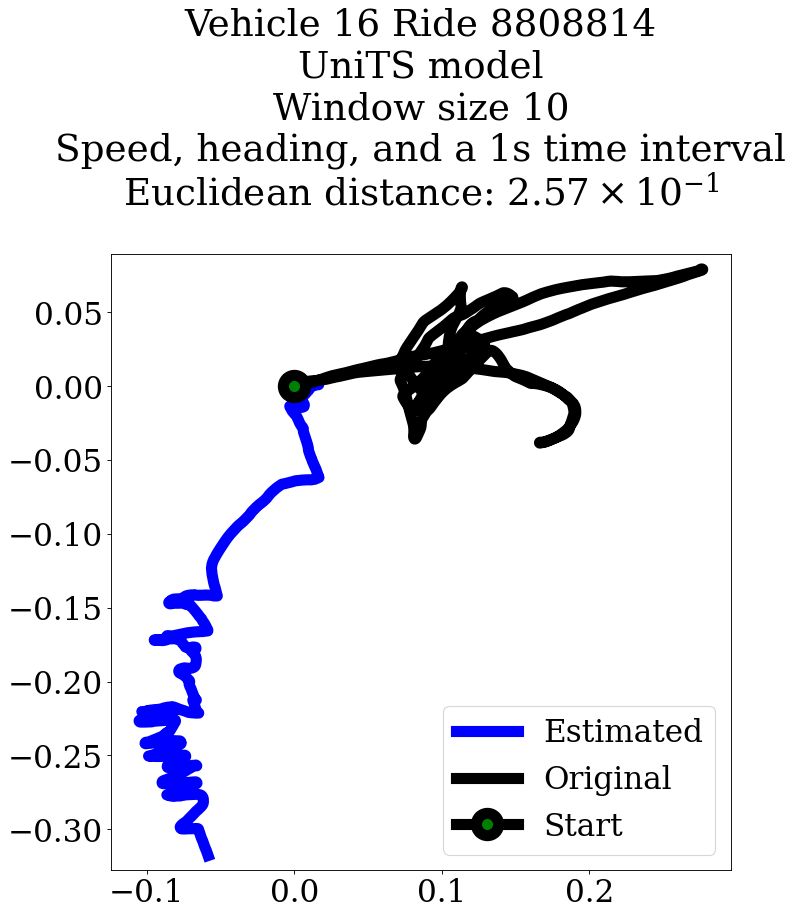 Vehicle 16 Ride 8808814
UniTS model
Window size 10
Speed, heading, and a 1s time interval
Euclidean distance: 2.57 × 10⁻¹
0.05
0.00
−0.05
−0.10
−0.15
−0.20
−0.25
−0.30
Estimated
Original
Start
−0.1 0.0 0.1 0.2